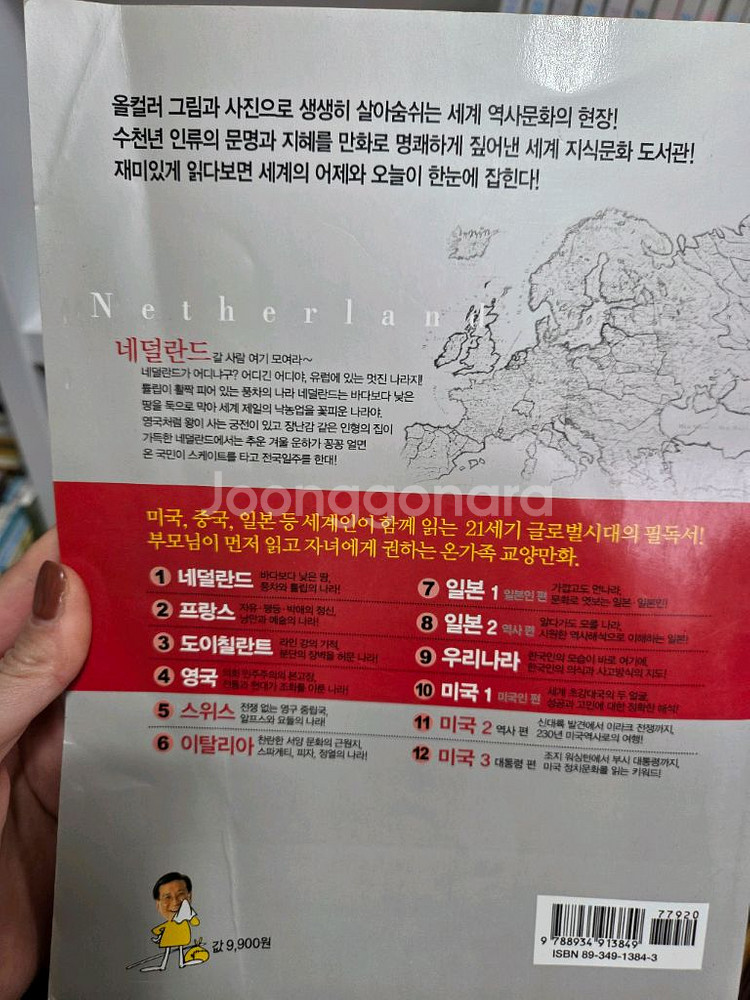 올컬러 그림과 사진으로 생생히 살아숨쉬는 세계 역사문화의 현장!
수천년 인류의 문명과 지혜를 만화로 명쾌하게 짚어낸 세계 지식문화 도서관!
재미있게 읽다보면 세계의 어제와 오늘이 한눈에 잡힌다!
Netherland
네덜란드 갈 사람 여기 모여라~
네덜란드가 어디냐구? 어디긴 어디야, 유럽에 있는 멋진 나라지!
튤립이 활짝 피어 있는 풍차의 나라 네덜란드는 바다보다 낮은
땅을 둑으로 막아 세계 제일의 낙농업을 꽃피운 나라야.
영국처럼 왕이 사는 궁전이 있고 장난감 같은 인형의 집이
가득한 네덜란드에서는 추운 겨울 운하가 꽁꽁 얼면
온 국민이 스케이트를 타고 전국일주를 한대!
Joonggonara
미국, 중국, 일본 등 세계인이 함께 읽는 21세기 글로벌시대의 필독서!
부모님이 먼저 읽고 자녀에게 권하는 온가족 교양만화.
1 네덜란드 바다보다 낮은 땅,
풍차와 튤립의 나라!
2 프랑스 자유·평등·박애의 정신,
낭만과 예술의 나라!
3 도이칠란트 라인 강의 기적,
분단의 장벽을 허문 나라!
4 영국 의회 민주주의의 본고장,
전통과 현대가 조화를 이룬 나라!
5 스위스 전쟁 없는 영구 중립국,
알프스와 요들의 나라!
6 이탈리아 찬란한 서양 문화의 근원지,
스파게티, 피자, 정열의 나라!
7 일본 1 일본인 편 가깝고도 먼나라,
문화로 엿보는 일본·일본인!
8 일본 2 역사 편 알다가도 모를 나라,
시원한 역사해석으로 이해하는 일본!
9 우리나라 한국인의 모습이 바로 여기에,
한국인의 의식과 사고방식의 지도!
10 미국 1 미국인 편 세계 초강대국의 두 얼굴,
성공과 고민에 대한 정확한 해석!
11 미국 2 역사 편 신대륙 발견에서 이라크 전쟁까지,
230년 미국역사로의 여행!
12 미국 3 대통령 편 조지 워싱턴에서 부시 대통령까지,
미국 정치문화를 읽는 키워드!
값 9,900원
77920
9 788934 913849
ISBN 89-349-1384-3